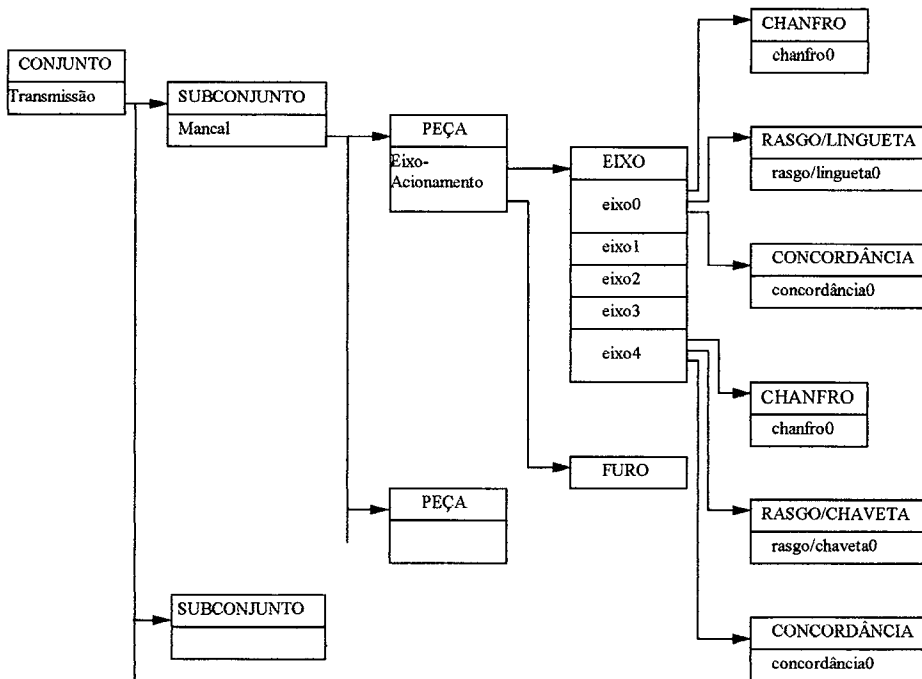 CONJUNTO
Transmissão
SUBCONJUNTO
Mancal
PEÇA
Eixo-
Acionamento
EIXO
eixo0
eixo1
eixo2
eixo3
eixo4
CHANFRO
chanfro0
RASGO/LINGUETA
rasgo/lingueta0
CONCORDÂNCIA
concordância0
CHANFRO
chanfro0
RASGO/CHAVETA
rasgo/chaveta0
CONCORDÂNCIA
concordância0
FURO
PEÇA
SUBCONJUNTO